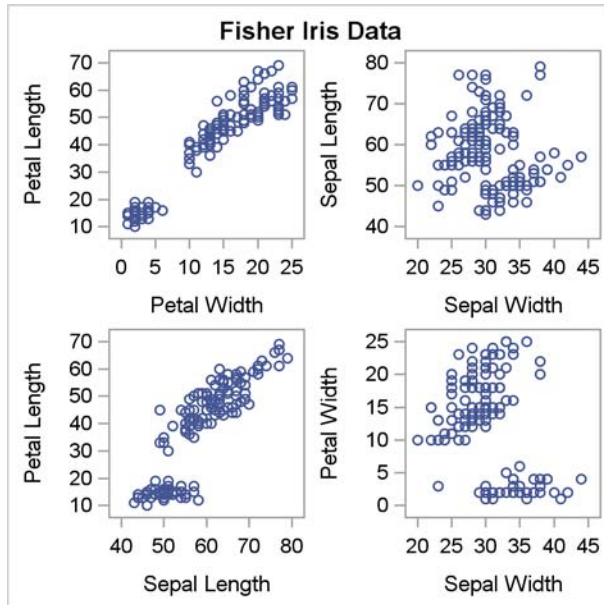 Fisher Iris Data
Petal Length
70
60
50
40
30
20
10
0 5 10 15 20 25
Petal Width
Sepal Length
80
70
60
50
40
20 25 30 35 40 45
Sepal Width
Petal Length
70
60
50
40
30
20
10
40 50 60 70 80
Sepal Length
Petal Width
25
20
15
10
5
0
20 25 30 35 40 45
Sepal Width